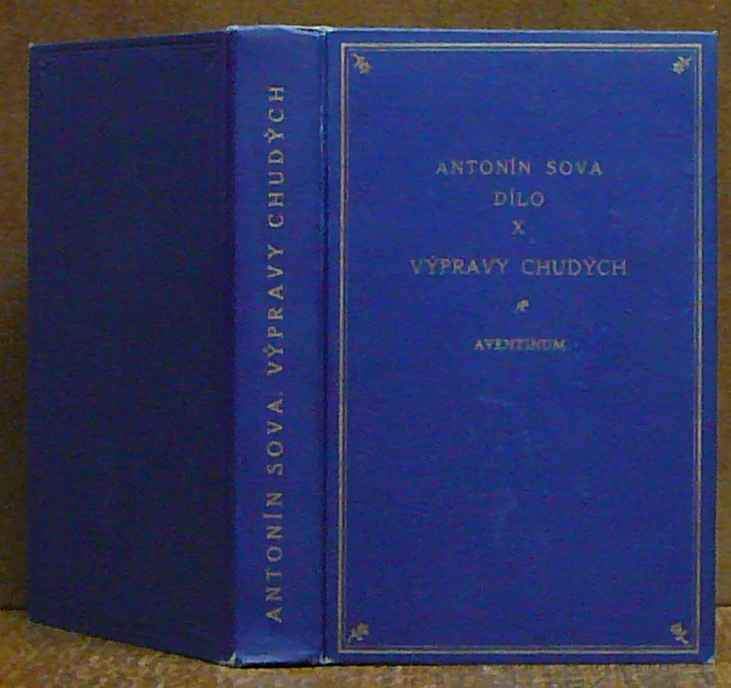 ANTONÍN SOVA. VÝPRAVY CHUDÝCH
ANTONÍN SOVA
DÍLO
X
VÝPRAVY CHUDÝCH
AVENTINUM